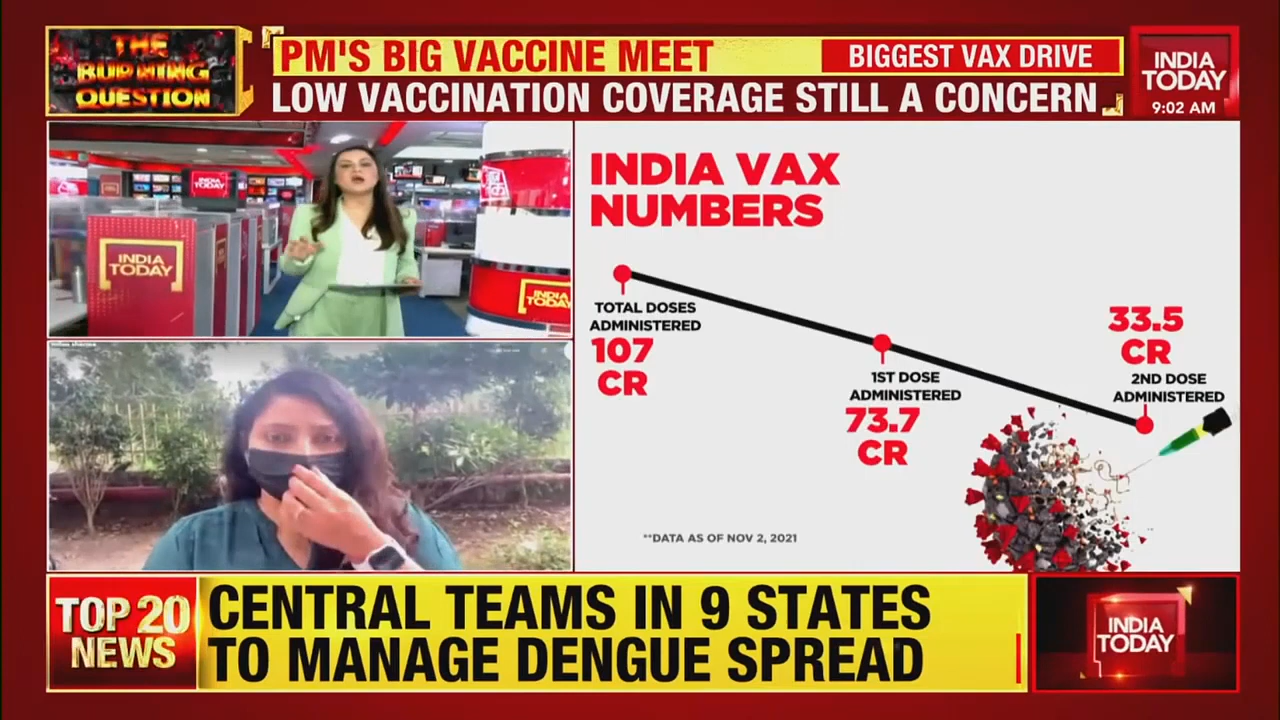 THE
BURNING
QUESTION
PM'S BIG VACCINE MEET
BIGGEST VAX DRIVE
LOW VACCINATION COVERAGE STILL A CONCERN
INDIA
TODAY
9:02 AM
INDIA
TODAY
INDIA
TODAY
INDIA
TODAY
INDIA VAX
NUMBERS
TOTAL DOSES
ADMINISTERED
107
CR
1ST DOSE
ADMINISTERED
73.7
CR
33.5
CR
2ND DOSE
ADMINISTERED
**DATA AS OF NOV 2, 2021
TOP 20
NEWS
CENTRAL TEAMS IN 9 STATES
TO MANAGE DENGUE SPREAD
INDIA
TODAY